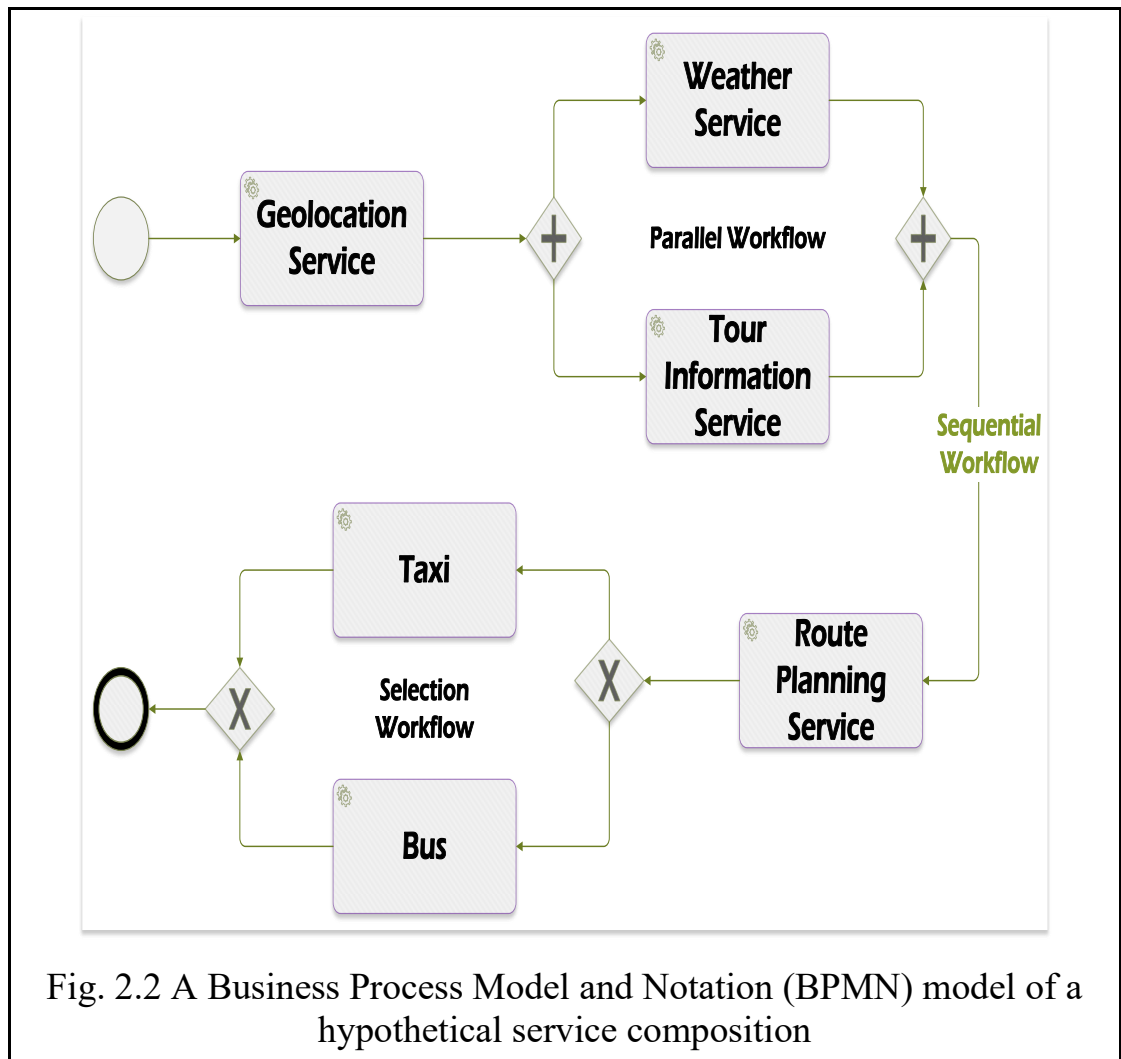 Weather
Service
Geolocation
Service
Parallel Workflow
Tour
Information
Service
Sequential
Workflow
Taxi
Route
Planning
Service
Selection
Workflow
X
X
Bus
Fig. 2.2 A Business Process Model and Notation (BPMN) model of a
hypothetical service composition